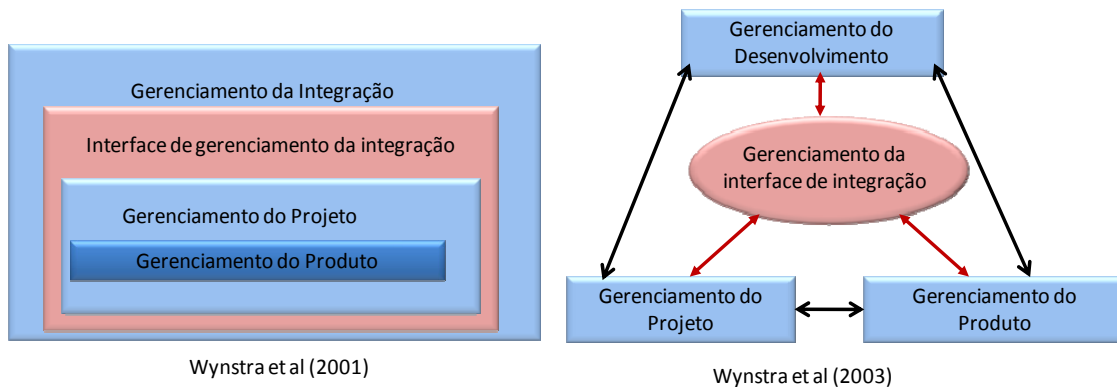 Gerenciamento da Integração
Interface de gerenciamento da integração
Gerenciamento do Projeto
Gerenciamento do Produto
Wynstra et al (2001)
Gerenciamento do
Desenvolvimento
Gerenciamento da
interface de integração
Gerenciamento do
Projeto
Gerenciamento do
Produto
Wynstra et al (2003)